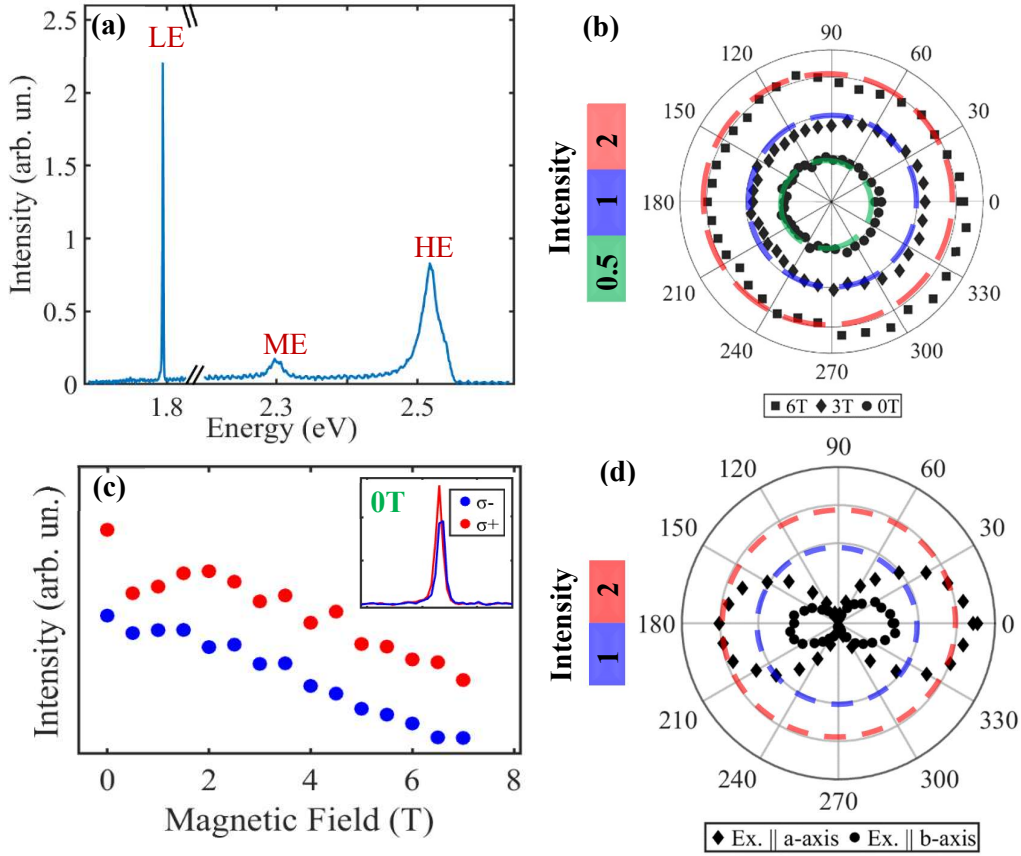 (a)
Intensity (arb. un.)
2.5
2
1.5
1
0.5
0
LE
ME
HE
1.8
2.3
2.5
Energy (eV)
(b)
Intensity
2
1
0.5
90
120
60
150
30
180
0
210
330
240
300
270
6T 3T 0T
(c)
Intensity (arb. un.)
0T
σ-
σ+
0
2
4
6
8
Magnetic Field (T)
(d)
Intensity
2
1
90
120
60
150
30
180
0
210
330
240
300
270
Ex. || a-axis Ex. || b-axis